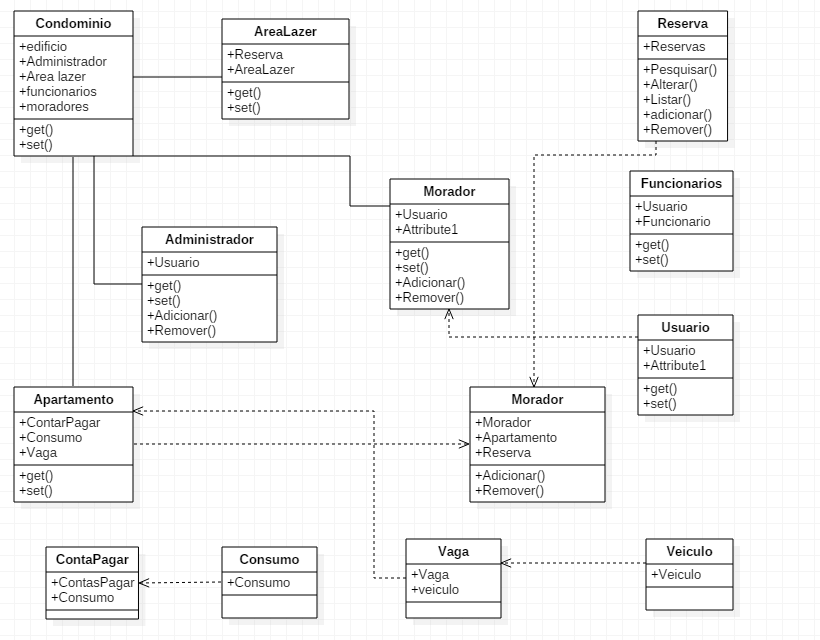 Condominio
+edificio
+Administrador
+Area lazer
+funcionarios
+moradores
+get()
+set()
AreaLazer
+Reserva
+AreaLazer
+get()
+set()
Reserva
+Reservas
+Pesquisar()
+Alterar()
+Listar()
+adicionar()
+Remover()
Morador
+Usuario
+Attribute1
+get()
+set()
+Adicionar()
+Remover()
Funcionarios
+Usuario
+Funcionario
+get()
+set()
Administrador
+Usuario
+get()
+set()
+Adicionar()
+Remover()
Usuario
+Usuario
+Attribute1
+get()
+set()
Apartamento
+ContarPagar
+Consumo
+Vaga
+get()
+set()
Morador
+Morador
+Apartamento
+Reserva
+Adicionar()
+Remover()
ContaPagar
+ContasPagar
+Consumo
Consumo
+Consumo
Vaga
+Vaga
+veiculo
Veiculo
+Veiculo